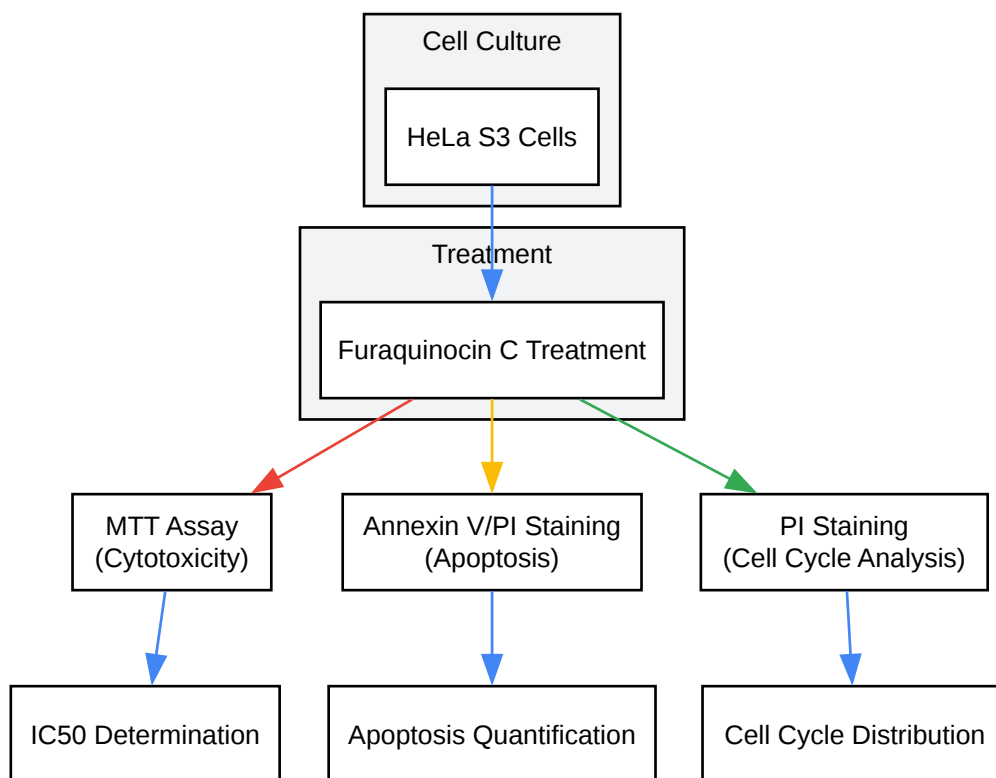 Cell Culture
HeLa S3 Cells
Treatment
Furaquinocin C Treatment
MTT Assay
(Cytotoxicity)
Annexin V/PI Staining
(Apoptosis)
PI Staining
(Cell Cycle Analysis)
IC50 Determination
Apoptosis Quantification
Cell Cycle Distribution